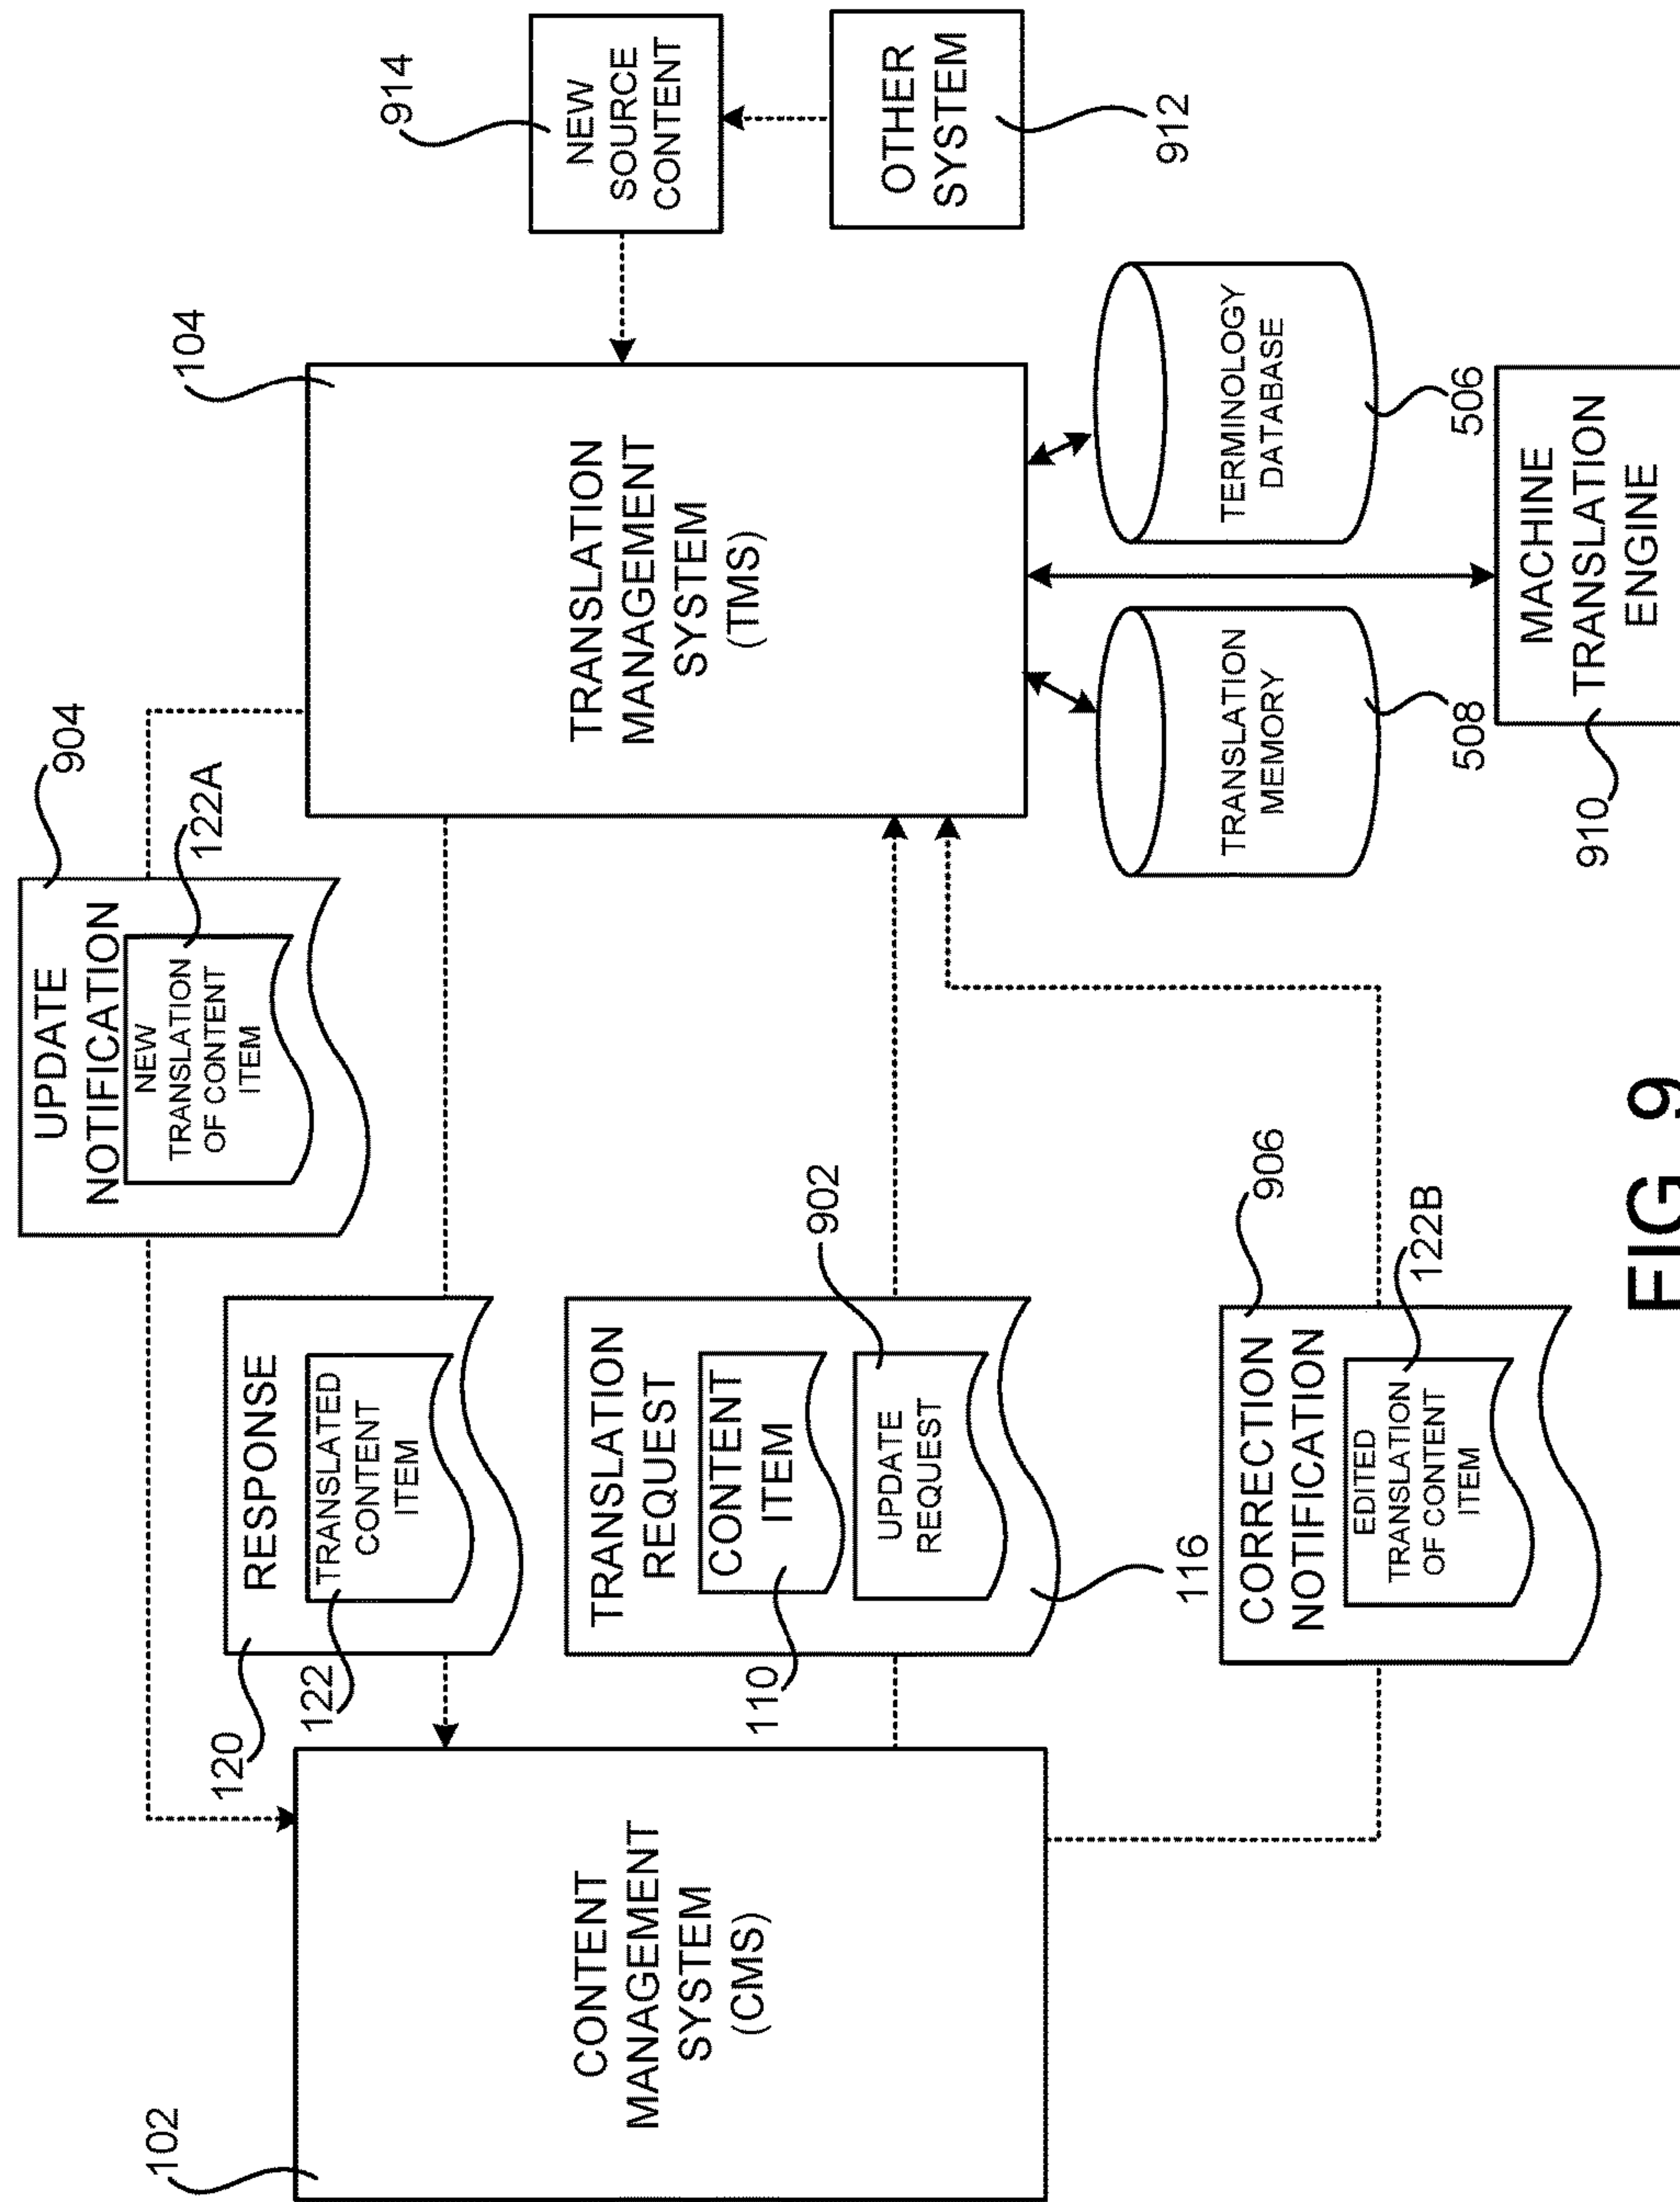 904
UPDATE
NOTIFICATION
122A
NEW
TRANSLATION
OF CONTENT
ITEM
102
CONTENT
MANAGEMENT
SYSTEM
(CMS)
120
RESPONSE
122
TRANSLATED
CONTENT
ITEM
TRANSLATION
REQUEST
902
110
CONTENT
ITEM
UPDATE
REQUEST
116
906
CORRECTION
NOTIFICATION
122B
EDITED
TRANSLATION
OF CONTENT
ITEM
104
TRANSLATION
MANAGEMENT
SYSTEM
(TMS)
914
NEW
SOURCE
CONTENT
OTHER
SYSTEM
912
TRANSLATION
MEMORY
508
TERMINOLOGY
DATABASE
506
910
MACHINE
TRANSLATION
ENGINE
FIG 9